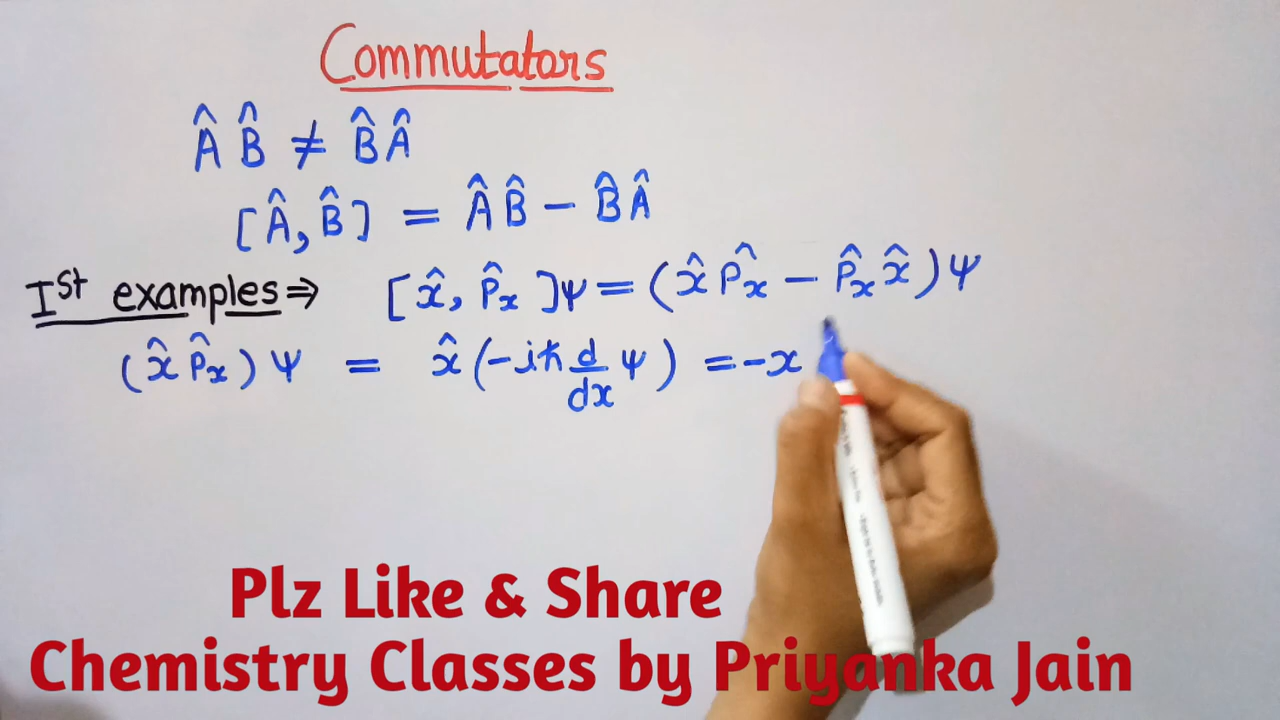 Commutators
Â B̂ ≠ B̂ Â
[Â, B̂] = Â B̂ − B̂ Â
Iˢᵗ examples ⇒ [x̂, p̂ₓ]ψ = (x̂ p̂ₓ − p̂ₓ x̂)ψ
(x̂ p̂ₓ)ψ = x̂(−iħ d/dx ψ) = −x
Plz Like & Share
Chemistry Classes by Priyanka Jain